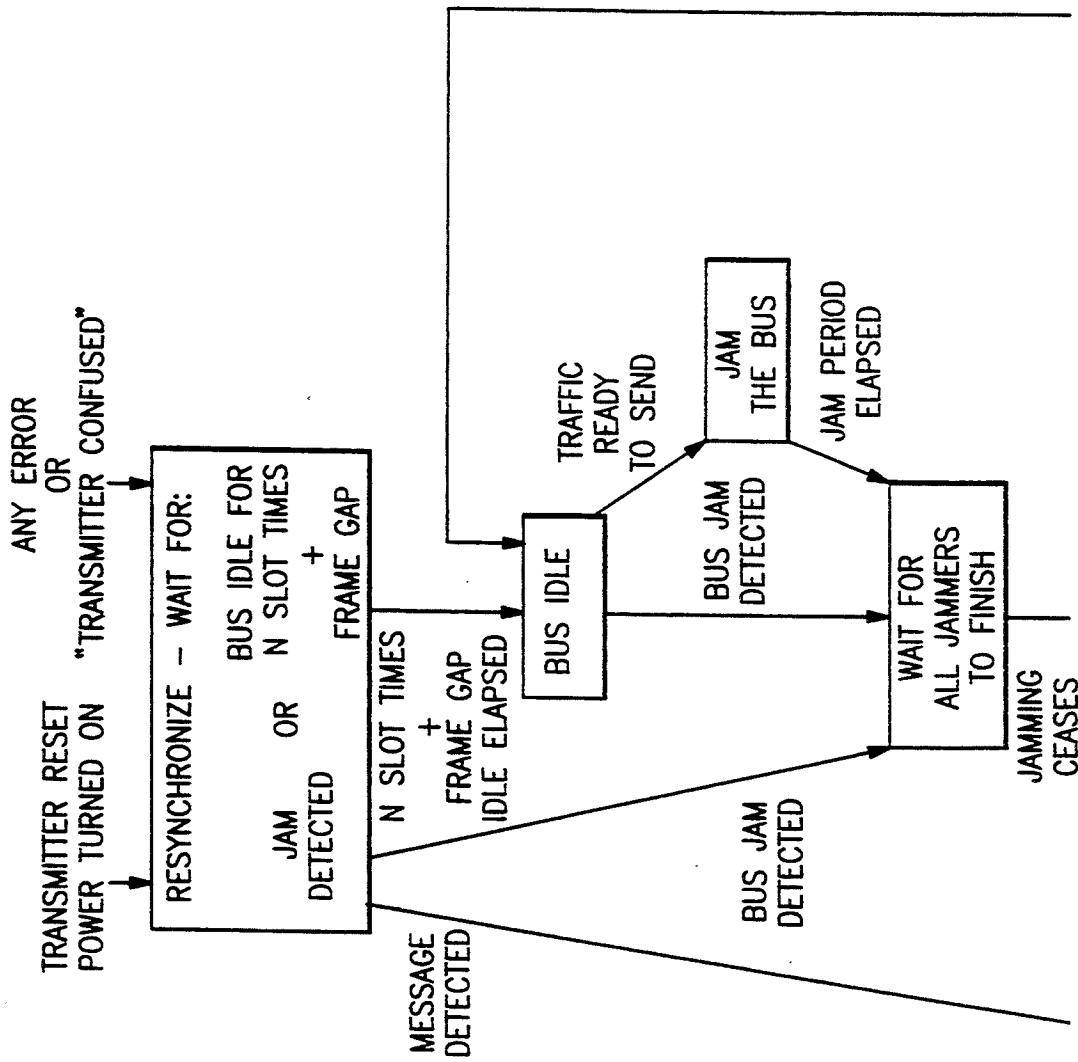 TRANSMITTER RESET
POWER TURNED ON
ANY ERROR
OR
"TRANSMITTER CONFUSED"
RESYNCHRONIZE – WAIT FOR:
JAM
DETECTED
OR
BUS IDLE FOR
N SLOT TIMES
+
FRAME GAP
MESSAGE
DETECTED
N SLOT TIMES
+
FRAME GAP
IDLE ELAPSED
BUS IDLE
TRAFFIC
READY
TO SEND
JAM
THE BUS
BUS JAM
DETECTED
BUS JAM
DETECTED
JAM PERIOD
ELAPSED
WAIT FOR
ALL JAMMERS
TO FINISH
JAMMING
CEASES